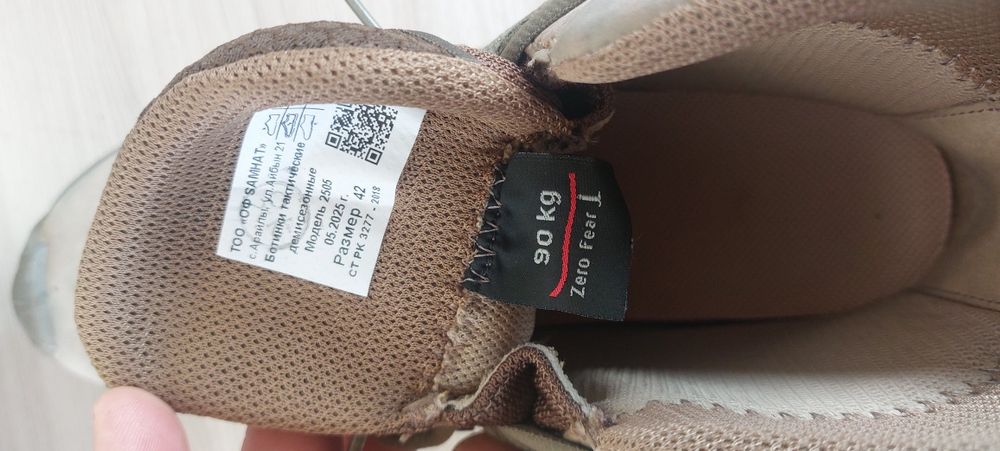 ТОО «ОФ SAMHAT»
с.Арайлы, ул.Айбын 21
Ботинки тактические
демисезонные
Модель 2505
05.2025 г.
Размер 42
СТ РК 3277 - 2018
90 kg
Zero Fear